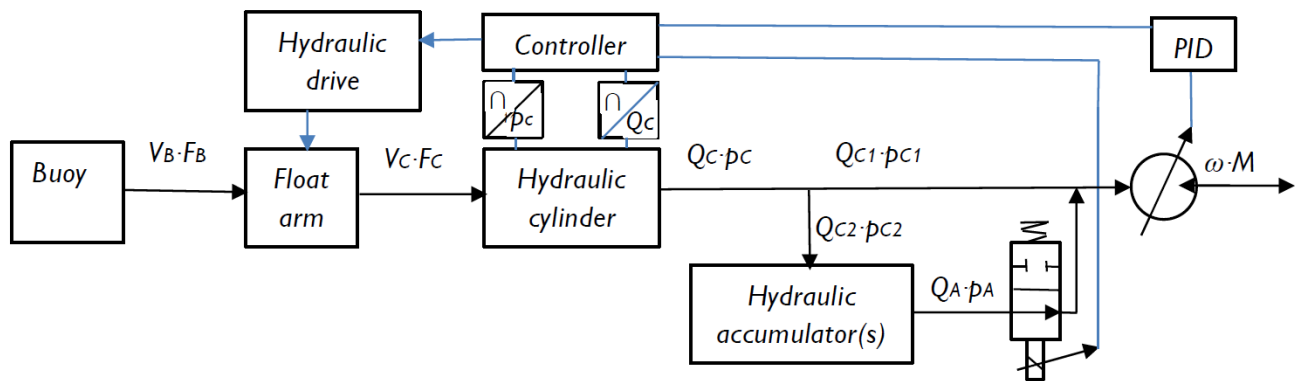 Hydraulic
drive
Controller
PID
∩
pc
∩
Qc
Buoy
VB·FB
Float
arm
VC·FC
Hydraulic
cylinder
QC·pC
QC1·pC1
ω·M
QC2·pC2
Hydraulic
accumulator(s)
QA·pA